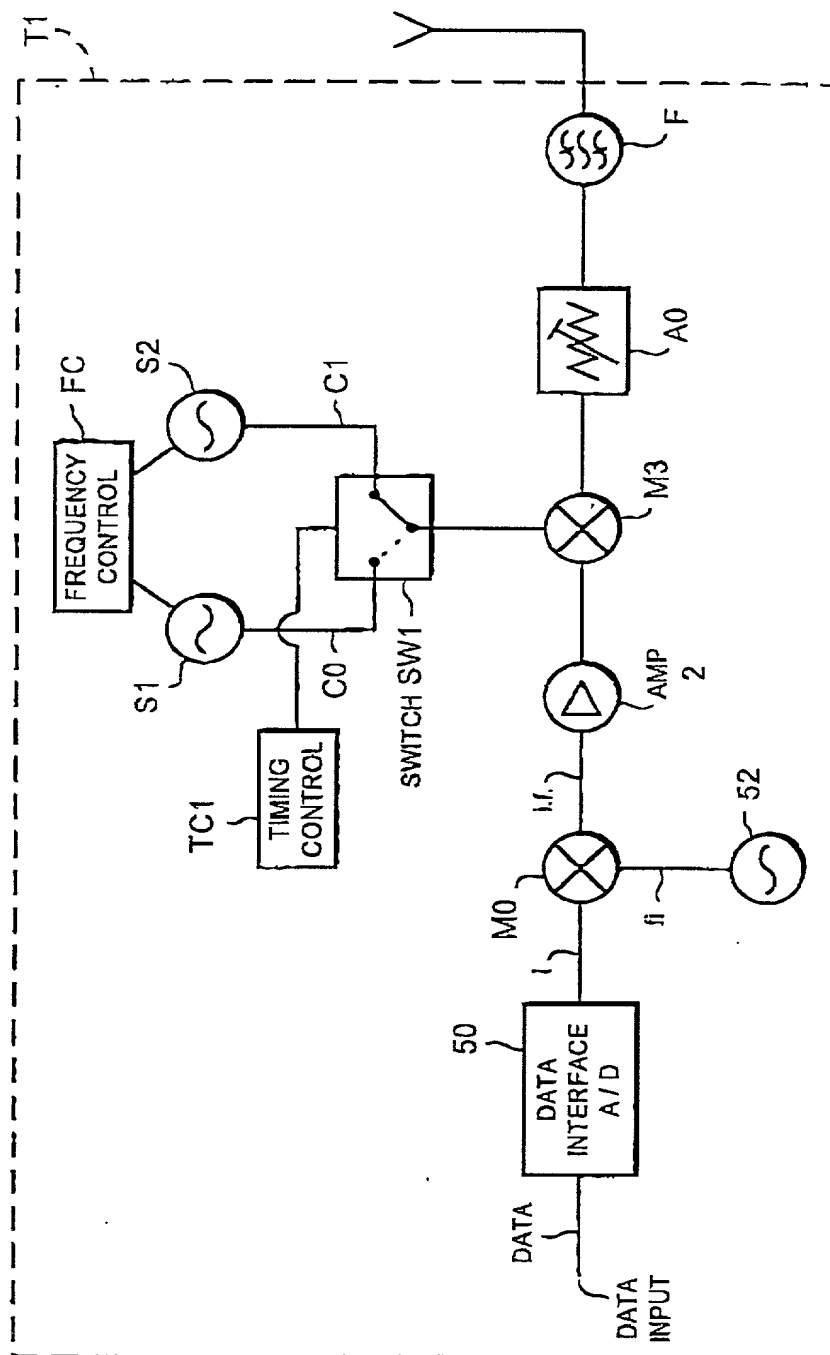 T1
FC
FREQUENCY
CONTROL
S1
S2
C0
C1
TC1
TIMING
CONTROL
SWITCH SW1
50
DATA
INTERFACE
A/D
DATA
DATA
INPUT
I
M0
fi
52
i.f.
AMP
2
M3
A0
F